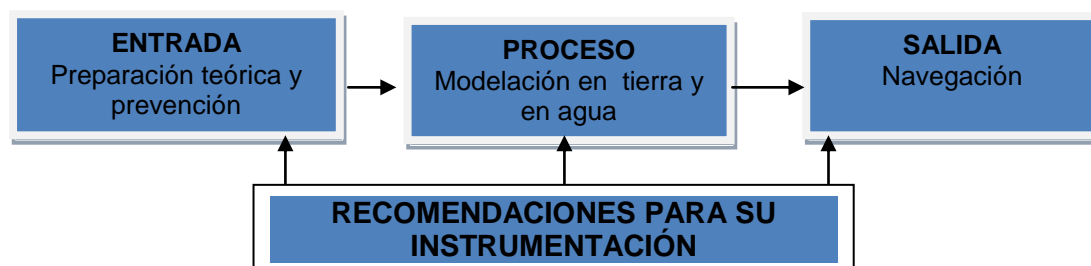 ENTRADA
Preparación teórica y
prevención
PROCESO
Modelación en tierra y
en agua
SALIDA
Navegación
RECOMENDACIONES PARA SU
INSTRUMENTACIÓN